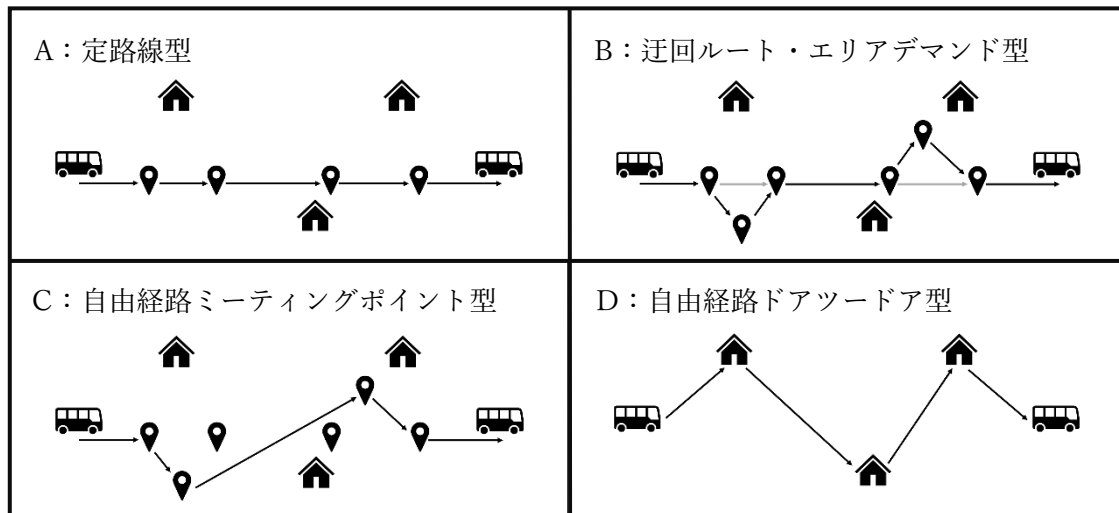 A：定路線型
B：迂回ルート・エリアデマンド型
C：自由経路ミーティングポイント型
D：自由経路ドアツードア型